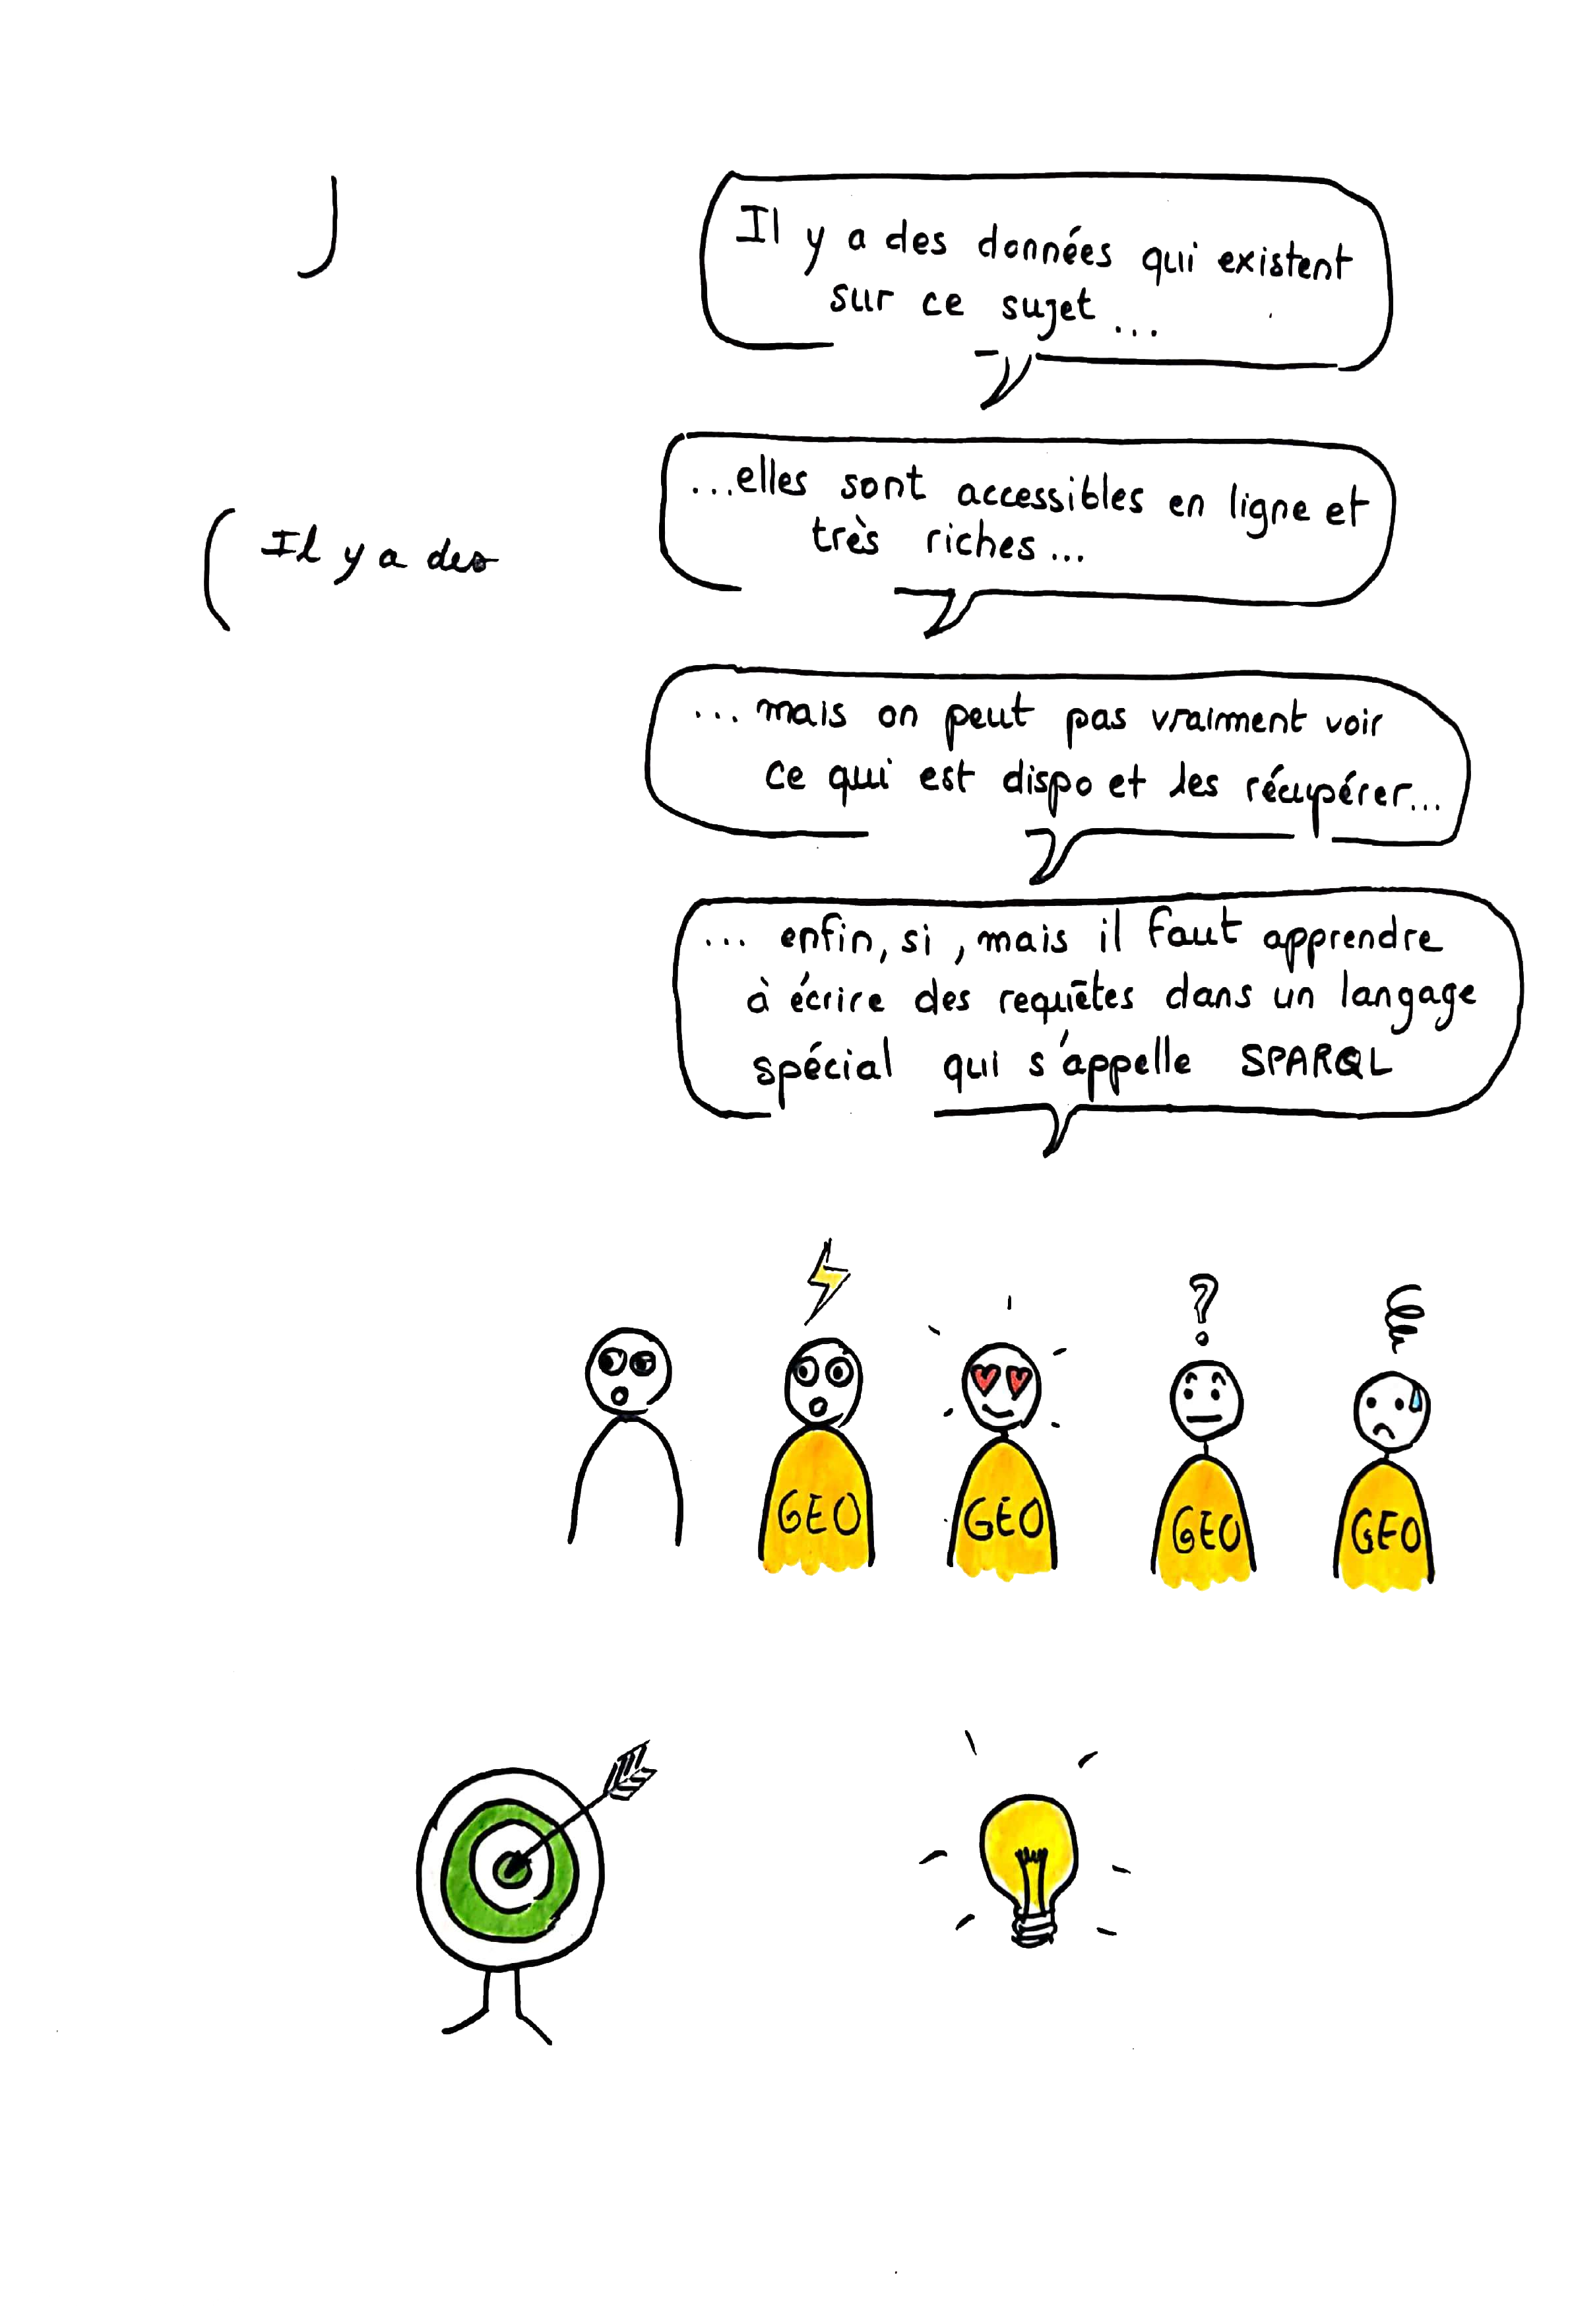 Il y a des données qui existent
sur ce sujet ...
...elles sont accessibles en ligne et
très riches...
Il y a des
... mais on peut pas vraiment voir
ce qui est dispo et les récupérer...
... enfin, si, mais il faut apprendre
à écrire des requêtes dans un langage
spécial qui s'appelle SPARQL
?
GEO
GEO
GEO
GEO